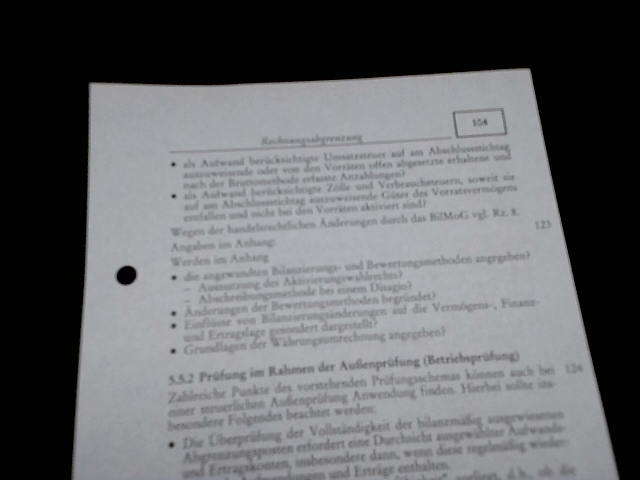 Rechnungsabgrenzung
104
• als Aufwand berücksichtigte Umsatzsteuer auf am Abschlussstichtag
auszuweisende oder von den Vorräten offen abgesetzte erhaltene und
nach der Bruttomethode erfasste Anzahlungen?
• als Aufwand berücksichtigte Zölle und Verbrauchsteuern, soweit sie
auf am Abschlussstichtag auszuweisende Güter des Vorratsvermögens
entfallen und nicht bei den Vorräten aktiviert sind?
Wegen der handelsrechtlichen Änderungen durch das BilMoG vgl. Rz. 8.
Angaben im Anhang: 123
Werden im Anhang
• die angewandten Bilanzierungs- und Bewertungsmethoden angegeben?
– Ausnutzung des Aktivierungswahlrechts?
– Abschreibungsmethode bei einem Disagio?
• Änderungen der Bewertungsmethoden begründet?
• Einflüsse von Bilanzierungsänderungen auf die Vermögens-, Finanz-
und Ertragslage gesondert dargestellt?
• Grundlagen der Währungsumrechnung angegeben?
5.5.2 Prüfung im Rahmen der Außenprüfung (Betriebsprüfung)
Zahlreiche Punkte des vorstehenden Prüfungsschemas können auch bei 124
einer steuerlichen Außenprüfung Anwendung finden. Hierbei sollte ins-
besondere Folgendes beachtet werden:
• Die Überprüfung der Vollständigkeit der bilanzmäßig ausgewiesenen
Abgrenzungsposten erfordert eine Durchsicht ausgewählter Aufwands-
und Ertragskonten, insbesondere dann, wenn diese regelmäßig wieder-
und Erträge enthalten.
d.h., ob die